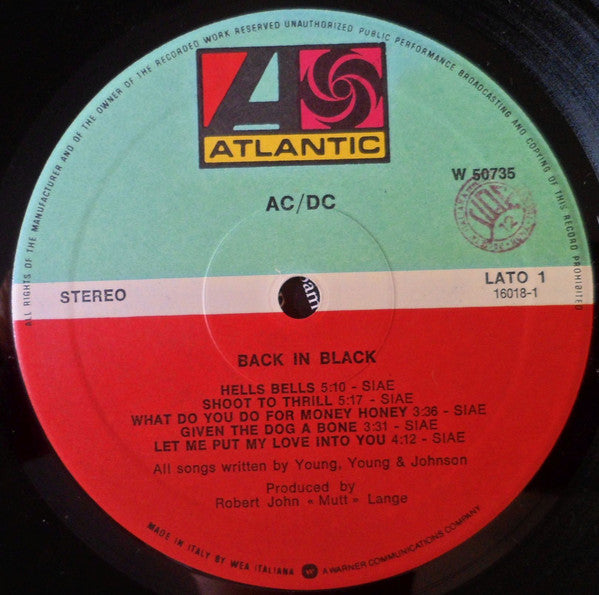 ALL RIGHTS OF THE MANUFACTURER AND OF THE OWNER OF THE RECORDED WORK RESERVED UNAUTHORIZED PUBLIC PERFORMANCE BROADCASTING AND COPYING OF THIS RECORD PROHIBITED
ATLANTIC
W 50735
AC/DC
12
STEREO
LATO 1
16018-1
am
BACK IN BLACK
HELLS BELLS 5:10 - SIAE
SHOOT TO THRILL 5:17 - SIAE
WHAT DO YOU DO FOR MONEY HONEY 3:36 - SIAE
GIVEN THE DOG A BONE 3:31 - SIAE
LET ME PUT MY LOVE INTO YOU 4:12 - SIAE
All songs written by Young, Young & Johnson
Produced by
Robert John « Mutt » Lange
MADE IN ITALY BY WEA ITALIANA A WARNER COMMUNICATIONS COMPANY